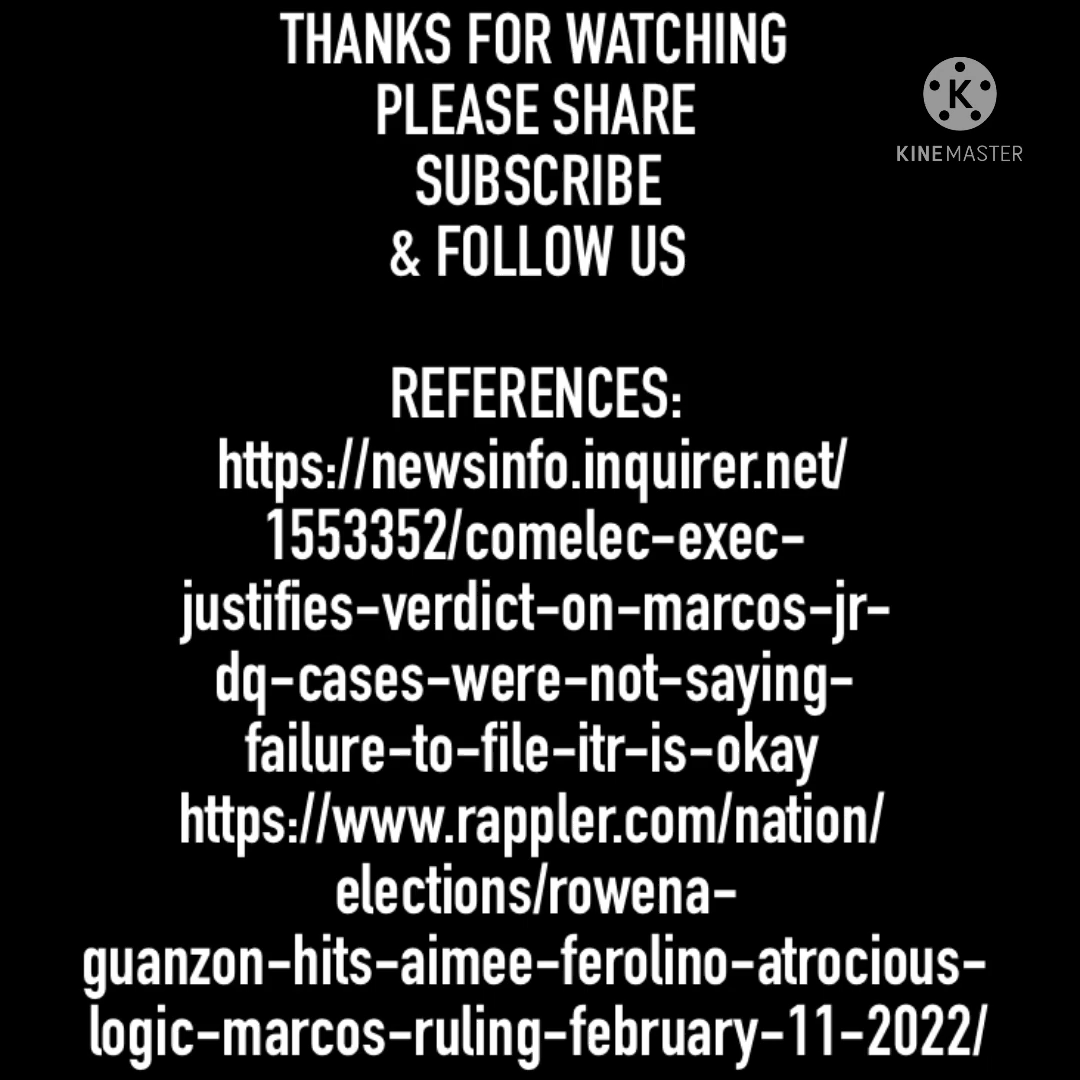 THANKS FOR WATCHING
PLEASE SHARE
SUBSCRIBE
& FOLLOW US
K
KINEMASTER
REFERENCES:
https://newsinfo.inquirer.net/
1553352/comelec-exec-
justifies-verdict-on-marcos-jr-
dq-cases-were-not-saying-
failure-to-file-itr-is-okay
https://www.rappler.com/nation/
elections/rowena-
guanzon-hits-aimee-ferolino-atrocious-
logic-marcos-ruling-february-11-2022/